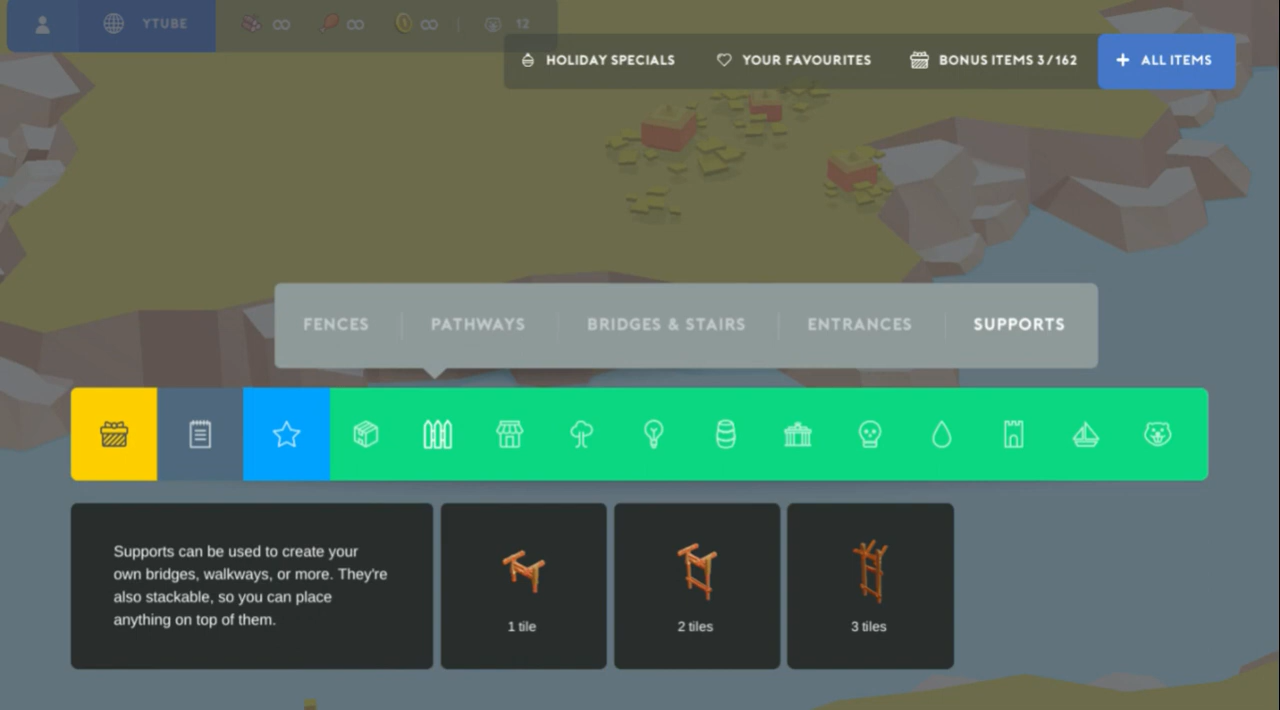 YTUBE ∞ ∞ ∞ 12
HOLIDAY SPECIALS YOUR FAVOURITES BONUS ITEMS 3/162 + ALL ITEMS
FENCES PATHWAYS BRIDGES & STAIRS ENTRANCES SUPPORTS
Supports can be used to create your
own bridges, walkways, or more. They're
also stackable, so you can place
anything on top of them.
1 tile
2 tiles
3 tiles